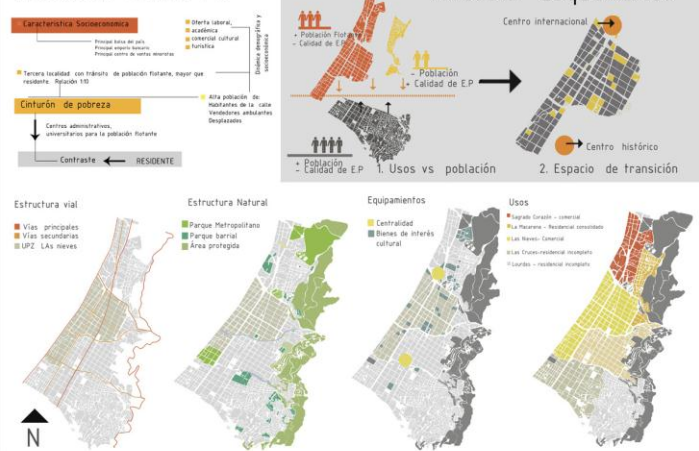 Caracteristica Socioeconomica
Principal bolsa del país
Principal emporio bancario
Principal centro de ventas minoristas
Oferta laboral,
académica
comercial cultural
turística
Dinámica demográfica y
socioeconómica
Tercera localidad con tránsito de población flotante, mayor que
residente. Relación 1:10
Cinturón de pobreza
Alta población de:
Habitantes de la calle
Vendedores ambulantes
Desplazados
Centros administrativos,
universitarios para la población flotante
Contraste
RESIDENTE
+ Población Flotante
- Calidad de E.P
- Población
+ Calidad de E.P
+ Población
- Calidad de E.P
1. Usos vs población
Centro internacional
Centro histórico
2. Espacio de transición
Estructura vial
Vías principales
Vías secundarias
UPZ LAs nieves
Estructura Natural
Parque Metropolitano
Parque barrial
Área protegida
Equipamientos
Centralidad
Bienes de interés
cultural
Usos
Sagrado Corazón - comercial
La Macarena - Residencial consolidado
Las Nieves- Comercial
Las Cruces-residencial incompleto
Lourdes - residencial incompleto
N